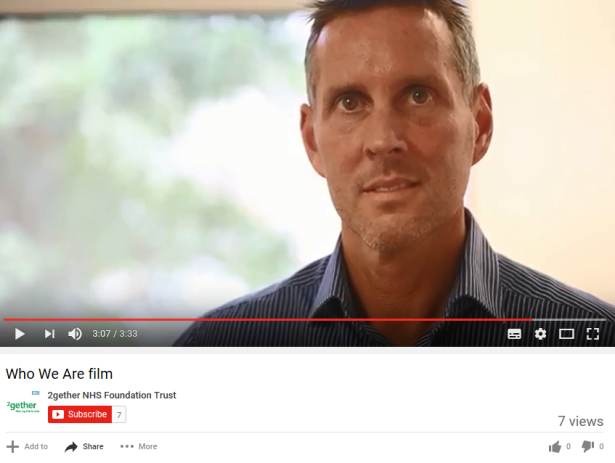 3:07 / 3:33
Who We Are film
2gether
2gether NHS Foundation Trust
Subscribe 7
7 views
Add to Share More 0 0